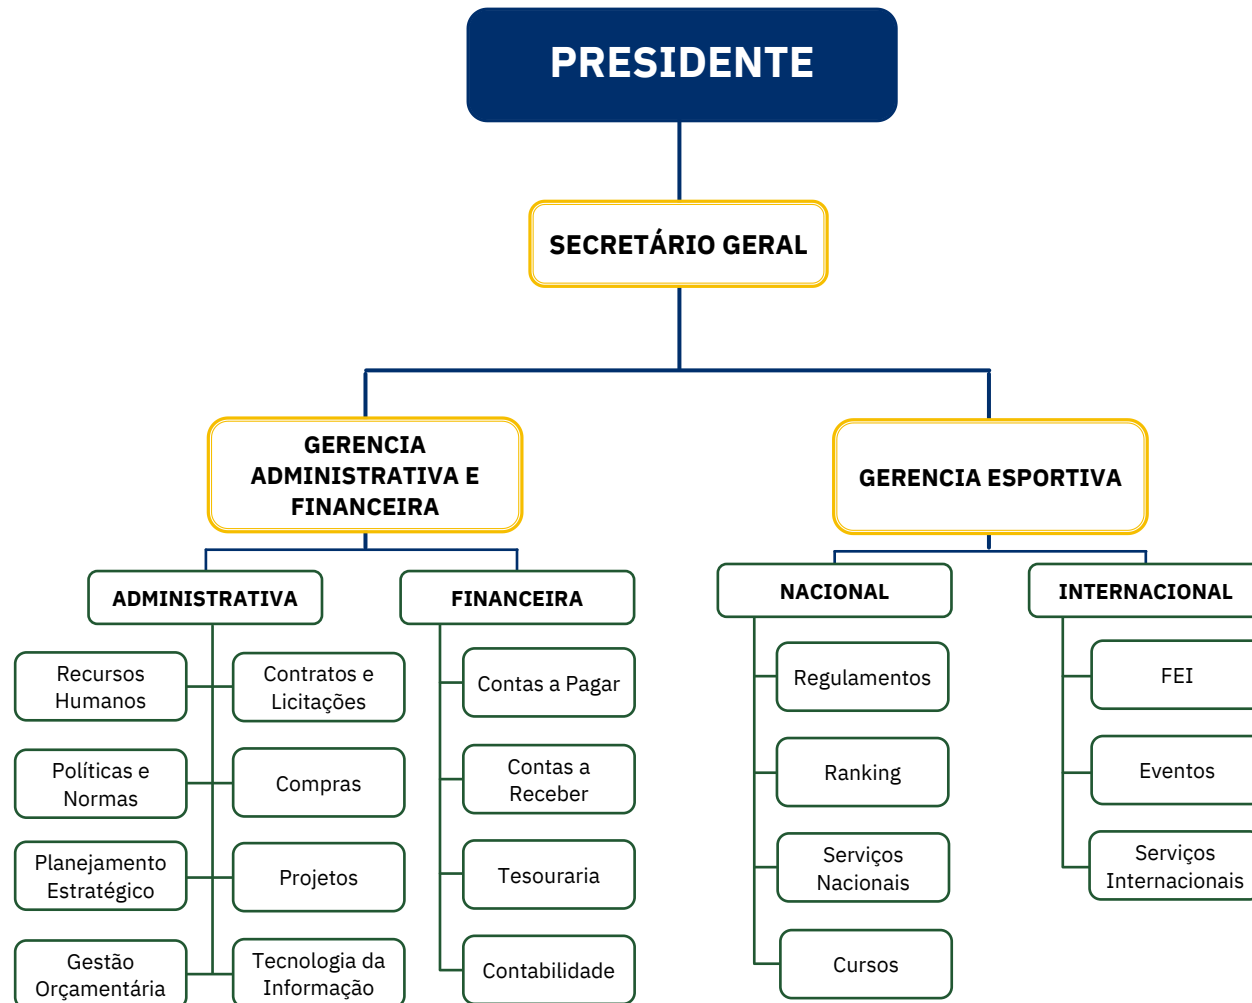 PRESIDENTE
SECRETÁRIO GERAL
GERENCIA
ADMINISTRATIVA E
FINANCEIRA
GERENCIA ESPORTIVA
ADMINISTRATIVA
FINANCEIRA
NACIONAL
INTERNACIONAL
Recursos
Humanos
Contratos e
Licitações
Políticas e
Normas
Compras
Planejamento
Estratégico
Projetos
Gestão
Orçamentária
Tecnologia da
Informação
Contas a Pagar
Contas a
Receber
Tesouraria
Contabilidade
Regulamentos
Ranking
Serviços
Nacionais
Cursos
FEI
Eventos
Serviços
Internacionais